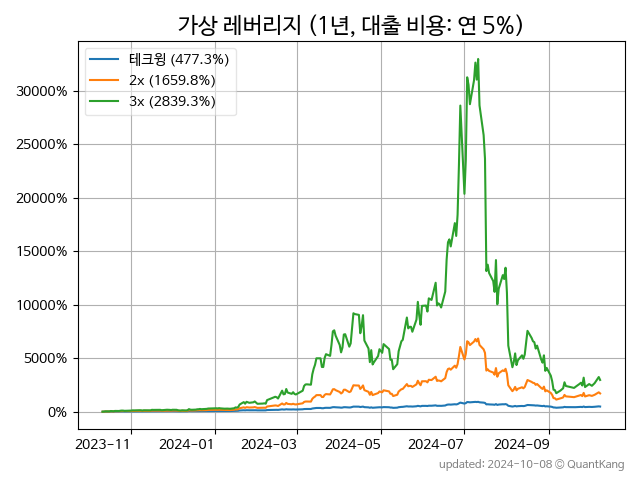 가상 레버리지 (1년, 대출 비용: 연 5%)
테크윙 (477.3%)
2x (1659.8%)
3x (2839.3%)
30000%
25000%
20000%
15000%
10000%
5000%
0%
2023-11 2024-01 2024-03 2024-05 2024-07 2024-09
updated: 2024-10-08 © QuantKang